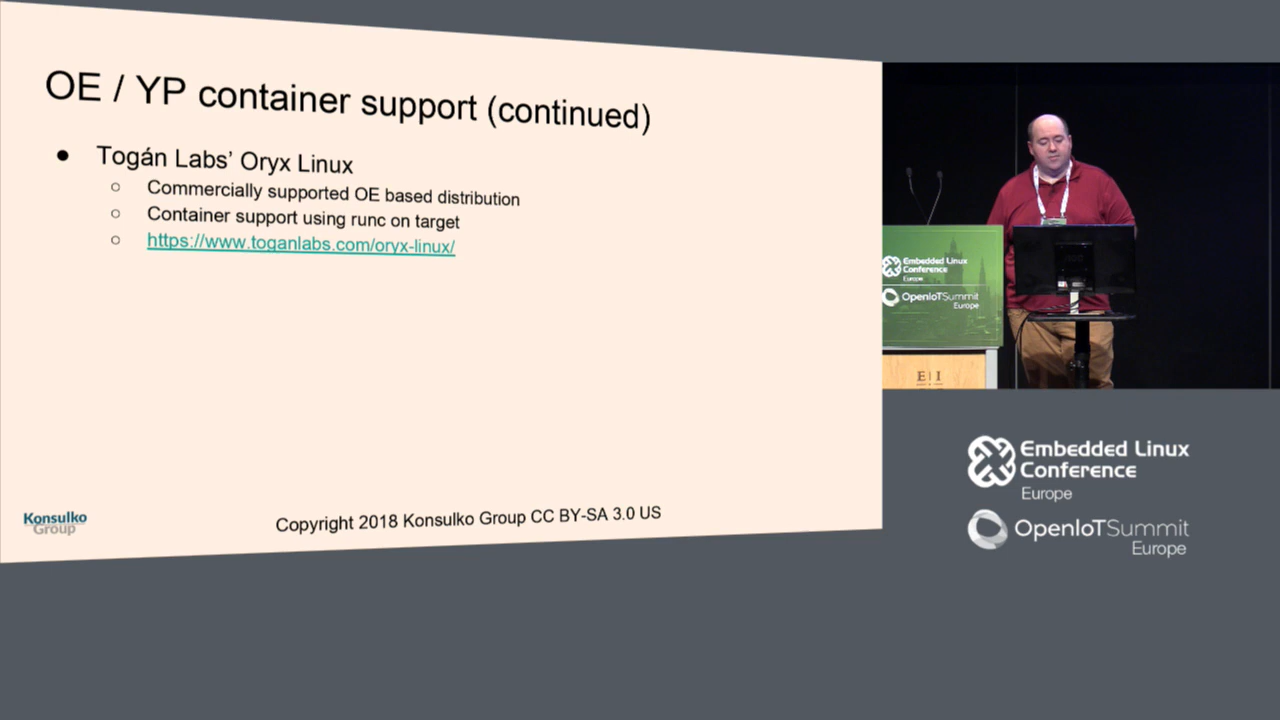 OE / YP container support (continued)
● Togán Labs’ Oryx Linux
○ Commercially supported OE based distribution
○ Container support using runc on target
○ https://www.toganlabs.com/oryx-linux/
Konsulko
Group
Copyright 2018 Konsulko Group CC BY-SA 3.0 US
Embedded Linux
Conference
Europe
OpenIoTSummit
Europe
Embedded Linux
Conference
Europe
OpenIoTSummit
Europe